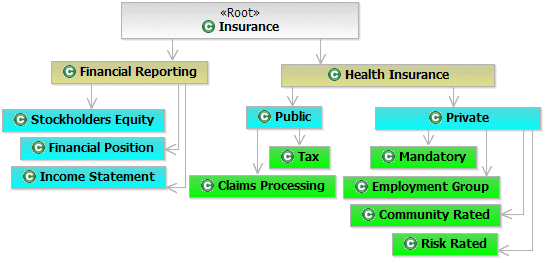 «Root»
C Insurance
C Financial Reporting
C Health Insurance
C Stockholders Equity
C Public
C Private
C Financial Position
C Tax
C Mandatory
C Income Statement
C Claims Processing
C Employment Group
C Community Rated
C Risk Rated